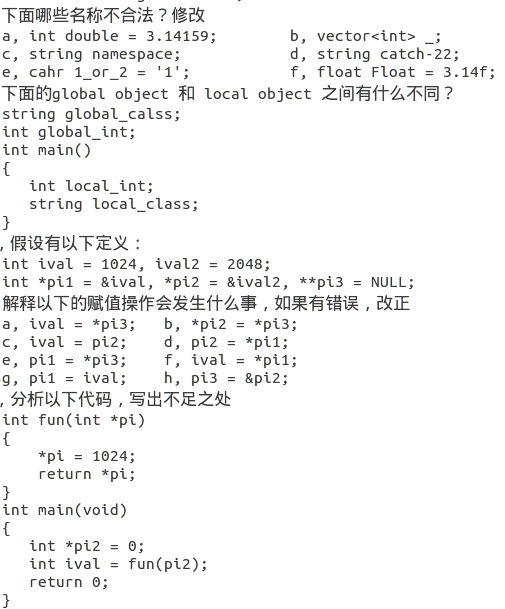 下面哪些名称不合法？修改
a, int double = 3.14159; b, vector<int> _;
c, string namespace; d, string catch-22;
e, cahr 1_or_2 = '1'; f, float Float = 3.14f;
下面的global object 和 local object 之间有什么不同？
string global_calss;
int global_int;
int main()
{
int local_int;
string local_class;
}
, 假设有以下定义：
int ival = 1024, ival2 = 2048;
int *pi1 = &ival, *pi2 = &ival2, **pi3 = NULL;
解释以下的赋值操作会发生什么事，如果有错误，改正
a, ival = *pi3; b, *pi2 = *pi3;
c, ival = pi2; d, pi2 = *pi1;
e, pi1 = *pi3; f, ival = *pi1;
g, pi1 = ival; h, pi3 = &pi2;
, 分析以下代码，写出不足之处
int fun(int *pi)
{
*pi = 1024;
return *pi;
}
int main(void)
{
int *pi2 = 0;
int ival = fun(pi2);
return 0;
}